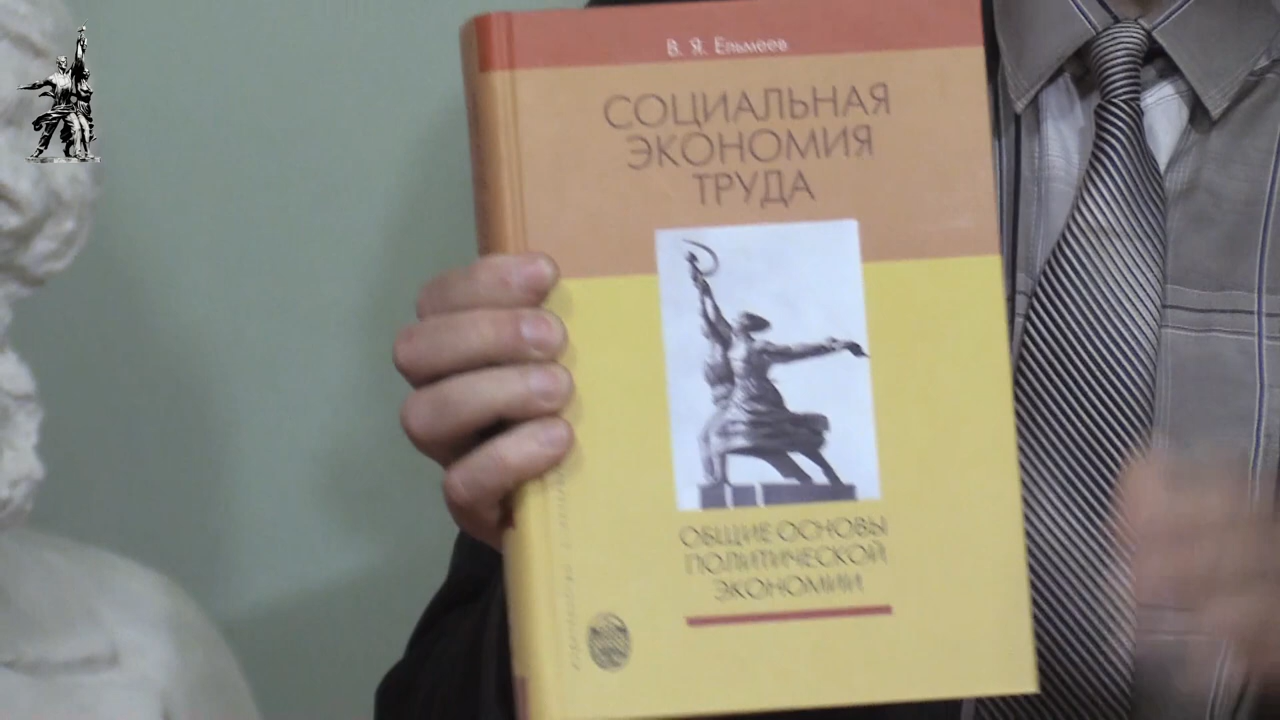 В. Я. Ельмеев
СОЦИАЛЬНАЯ
ЭКОНОМИЯ
ТРУДА
ОБЩИЕ ОСНОВЫ
ПОЛИТИЧЕСКОЙ
ЭКОНОМИИ